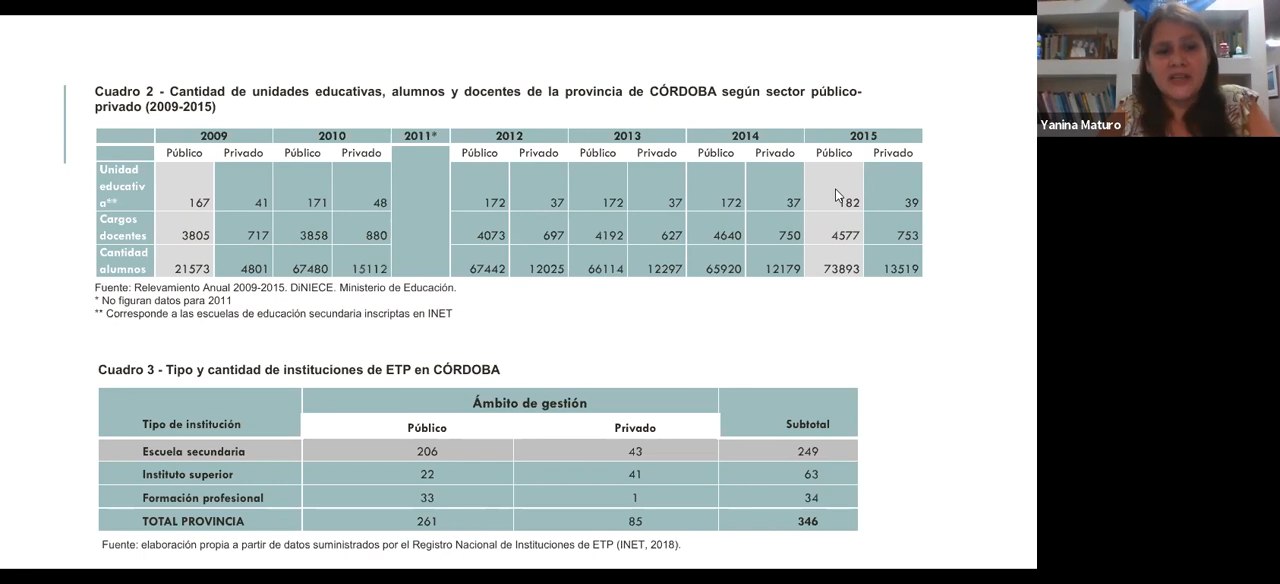 Cuadro 2 - Cantidad de unidades educativas, alumnos y docentes de la provincia de CÓRDOBA según sector público-
privado (2009-2015)
2009 2010 2011* 2012 2013 2014 2015
Público Privado Público Privado Público Privado Público Privado Público Privado Público Privado
Unidad
educativ
a** 167 41 171 48 172 37 172 37 172 37 182 39
Cargos
docentes 3805 717 3858 880 4073 697 4192 627 4640 750 4577 753
Cantidad
alumnos 21573 4801 67480 15112 67442 12025 66114 12297 65920 12179 73893 13519
Fuente: Relevamiento Anual 2009-2015. DiNIECE. Ministerio de Educación.
* No figuran datos para 2011
** Corresponde a las escuelas de educación secundaria inscriptas en INET
Cuadro 3 - Tipo y cantidad de instituciones de ETP en CÓRDOBA
Ámbito de gestión
Tipo de institución Público Privado Subtotal
Escuela secundaria 206 43 249
Instituto superior 22 41 63
Formación profesional 33 1 34
TOTAL PROVINCIA 261 85 346
Fuente: elaboración propia a partir de datos suministrados por el Registro Nacional de Instituciones de ETP (INET, 2018).
Yanina Maturo